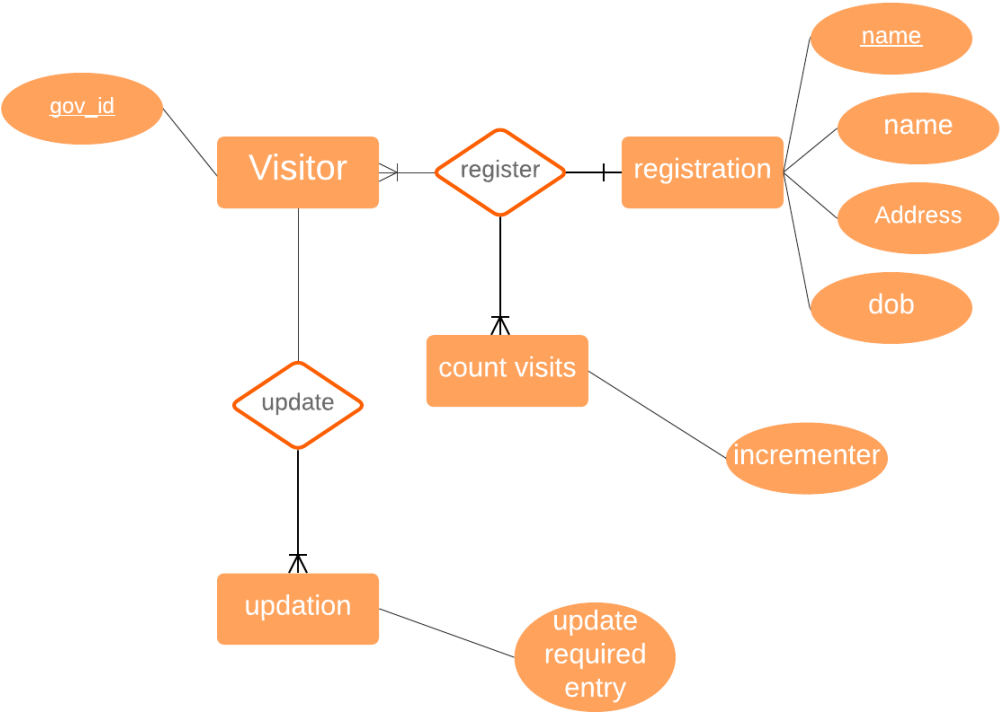 name
gov_id
name
Visitor
register
registration
Address
dob
count visits
update
incrementer
updation
update
required
entry